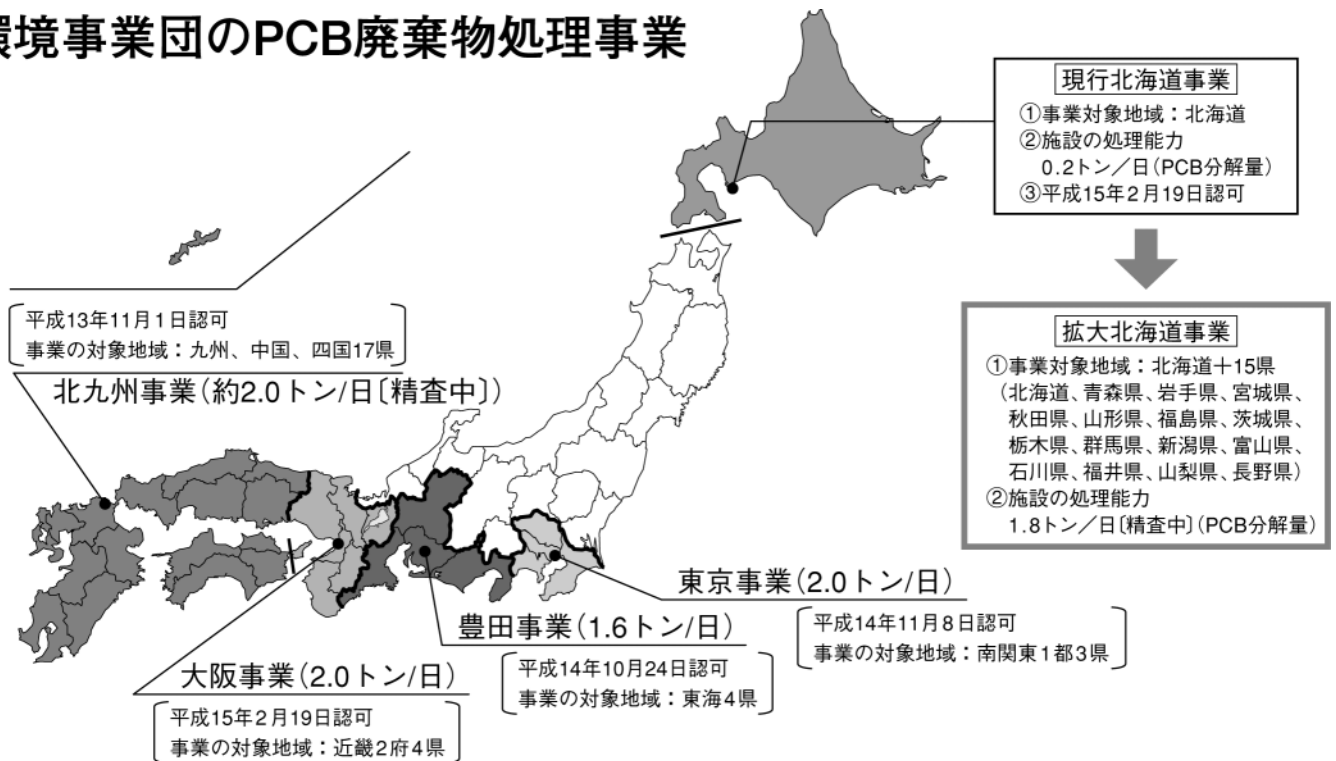 環境事業団のPCB廃棄物処理事業
現行北海道事業
①事業対象地域：北海道
②施設の処理能力
0.2トン／日（PCB分解量）
③平成15年2月19日認可
拡大北海道事業
①事業対象地域：北海道＋15県
（北海道、青森県、岩手県、宮城県、
秋田県、山形県、福島県、茨城県、
栃木県、群馬県、新潟県、富山県、
石川県、福井県、山梨県、長野県）
②施設の処理能力
1.8トン／日〔精査中〕（PCB分解量）
平成13年11月1日認可
事業の対象地域：九州、中国、四国17県
北九州事業（約2.0トン/日〔精査中〕）
東京事業（2.0トン/日）
平成14年11月8日認可
事業の対象地域：南関東1都3県
豊田事業（1.6トン/日）
平成14年10月24日認可
事業の対象地域：東海4県
大阪事業（2.0トン/日）
平成15年2月19日認可
事業の対象地域：近畿2府4県